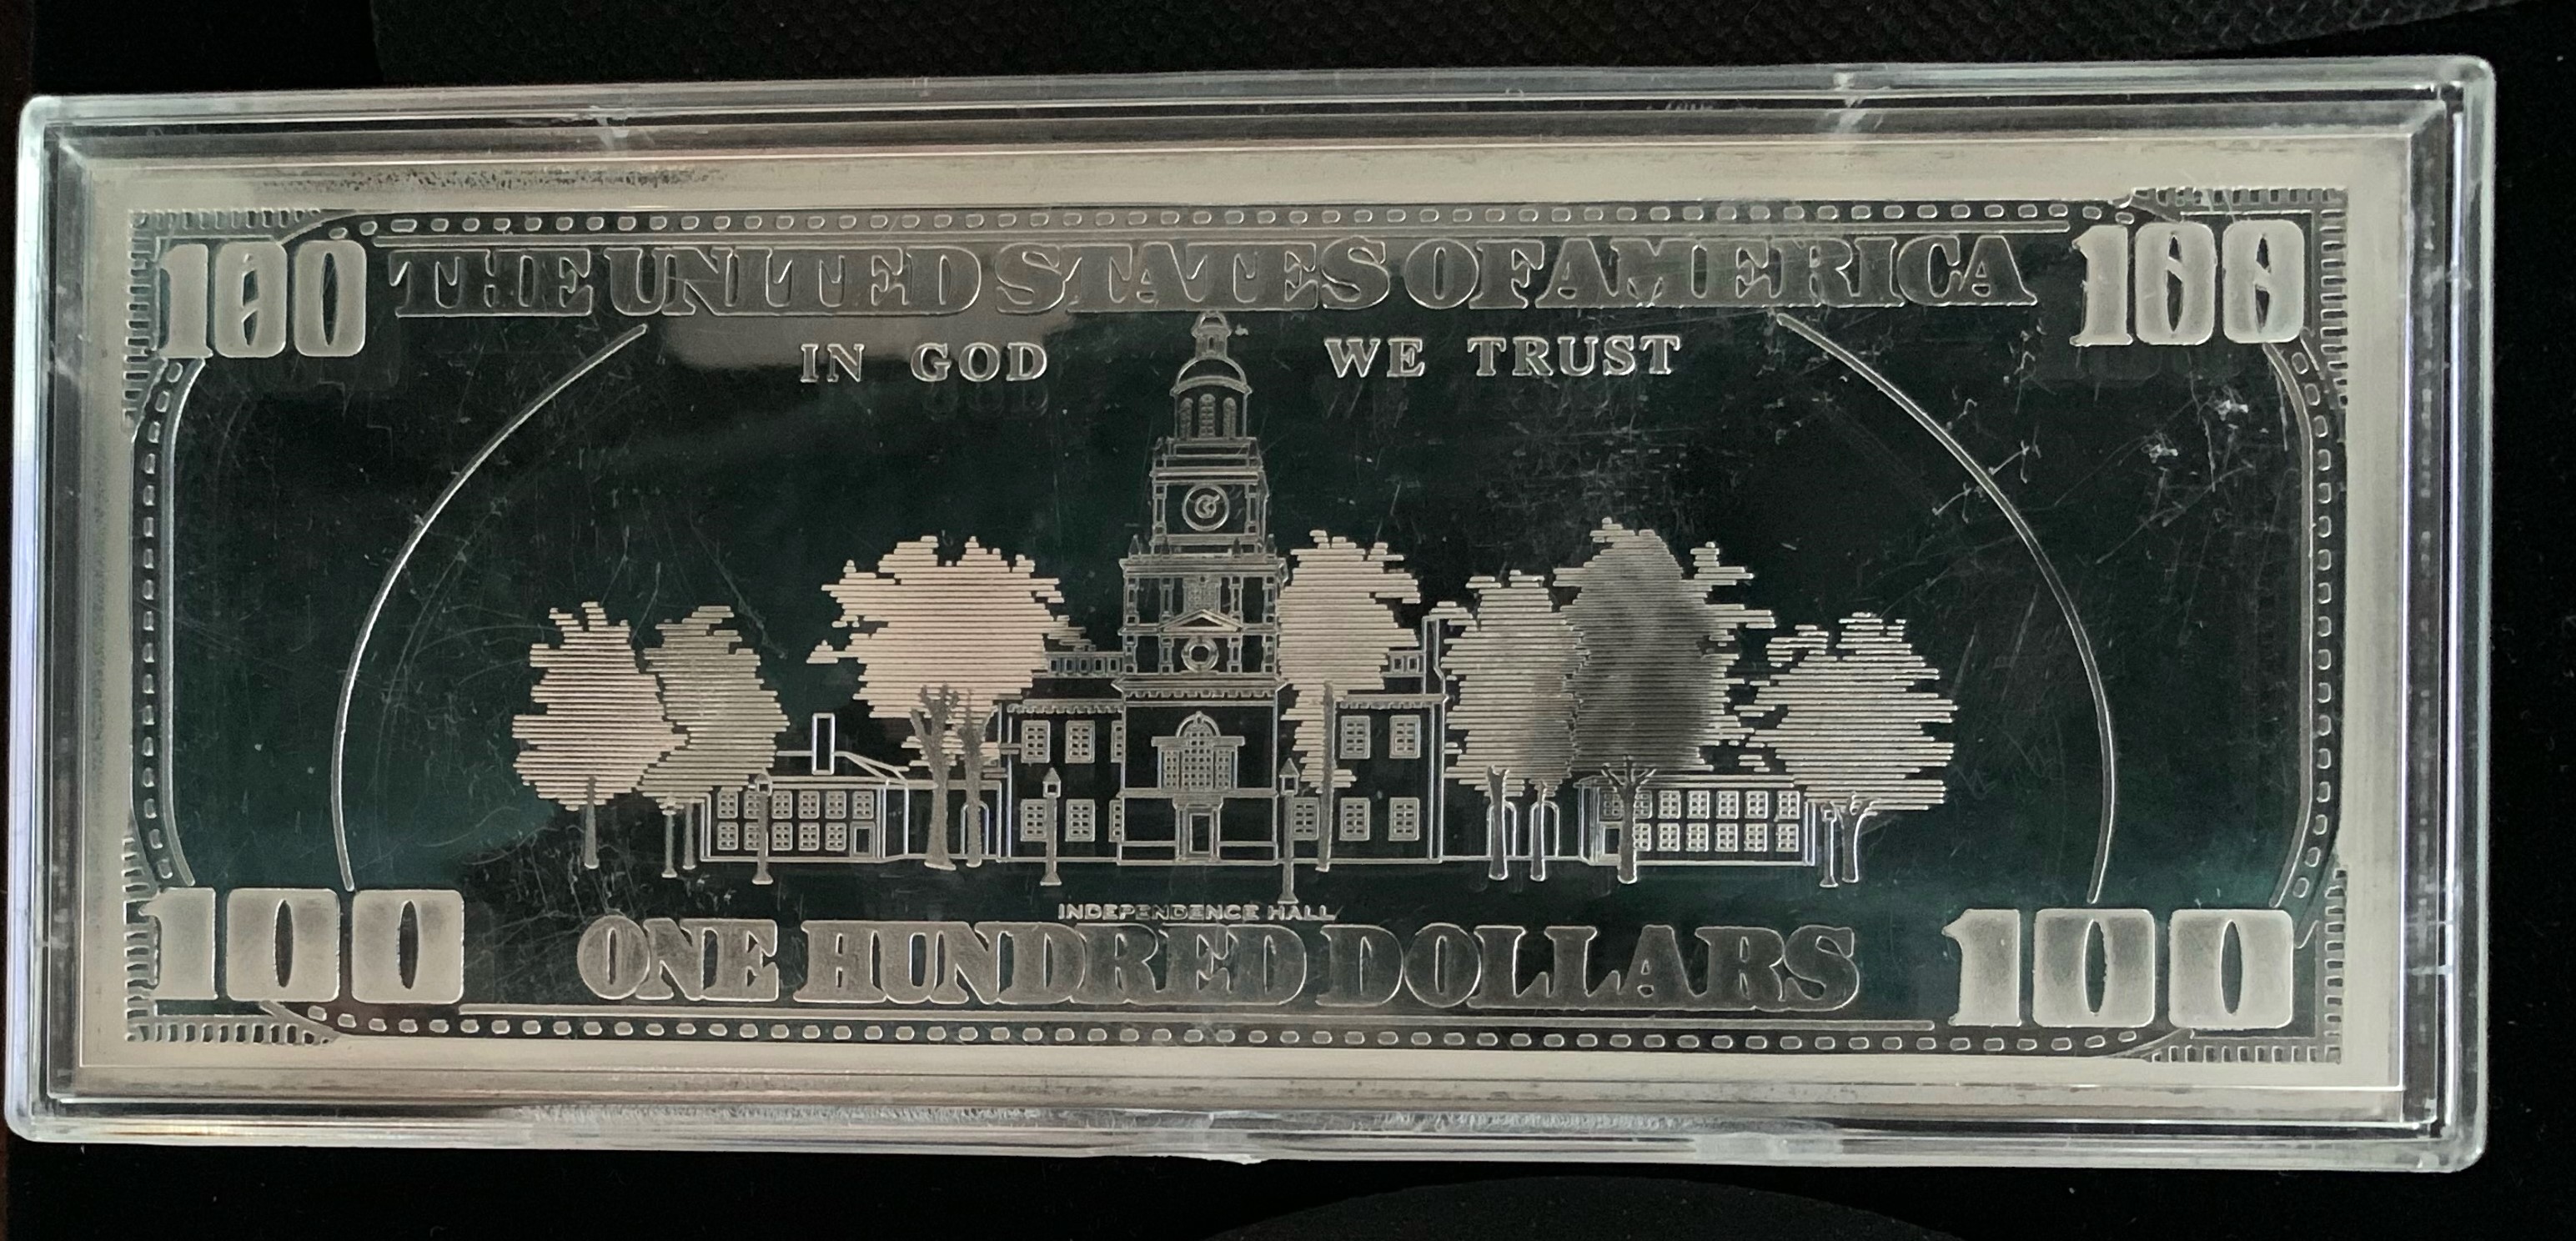 100 THE UNITED STATES OF AMERICA 100
IN GOD WE TRUST
INDEPENDENCE HALL
100 ONE HUNDRED DOLLARS 100